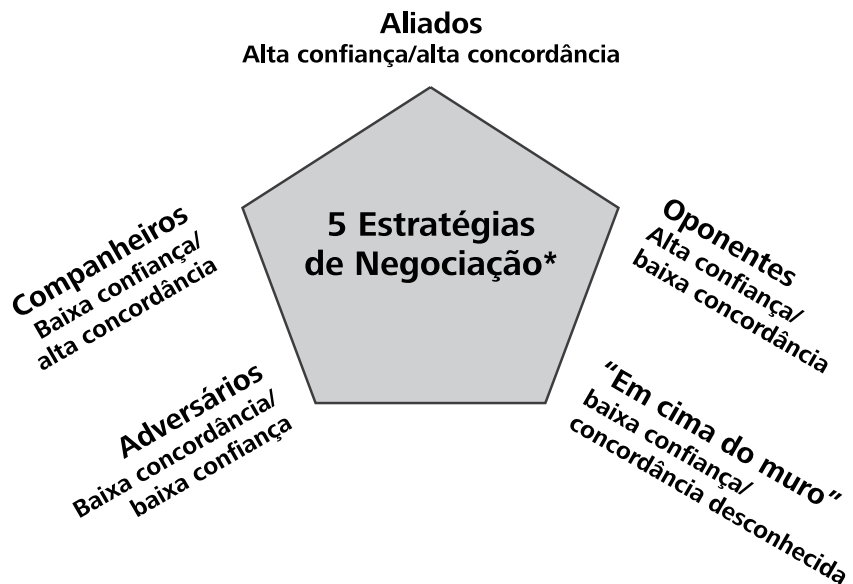 Aliados
Alta confiança/alta concordância
5 Estratégias
de Negociação*
Companheiros
Baixa confiança/
alta concordância
Oponentes
Alta confiança/
baixa concordância
Adversários
Baixa concordância/
baixa confiança
"Em cima do muro"
baixa confiança/
concordância desconhecida